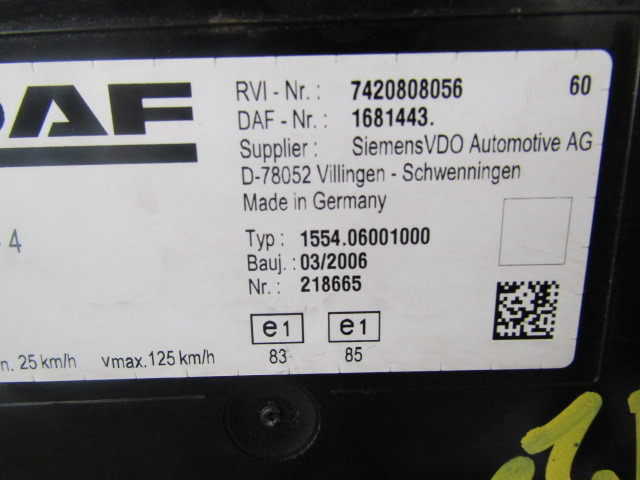 DAF
RVI - Nr. : 7420808056 60
DAF - Nr. : 1681443.
Supplier : SiemensVDO Automotive AG
D-78052 Villingen - Schwenningen
Made in Germany
Typ : 1554.06001000
Bauj. : 03/2006
Nr. : 218665
4
e1 e1
83 85
n. 25 km/h vmax.125 km/h